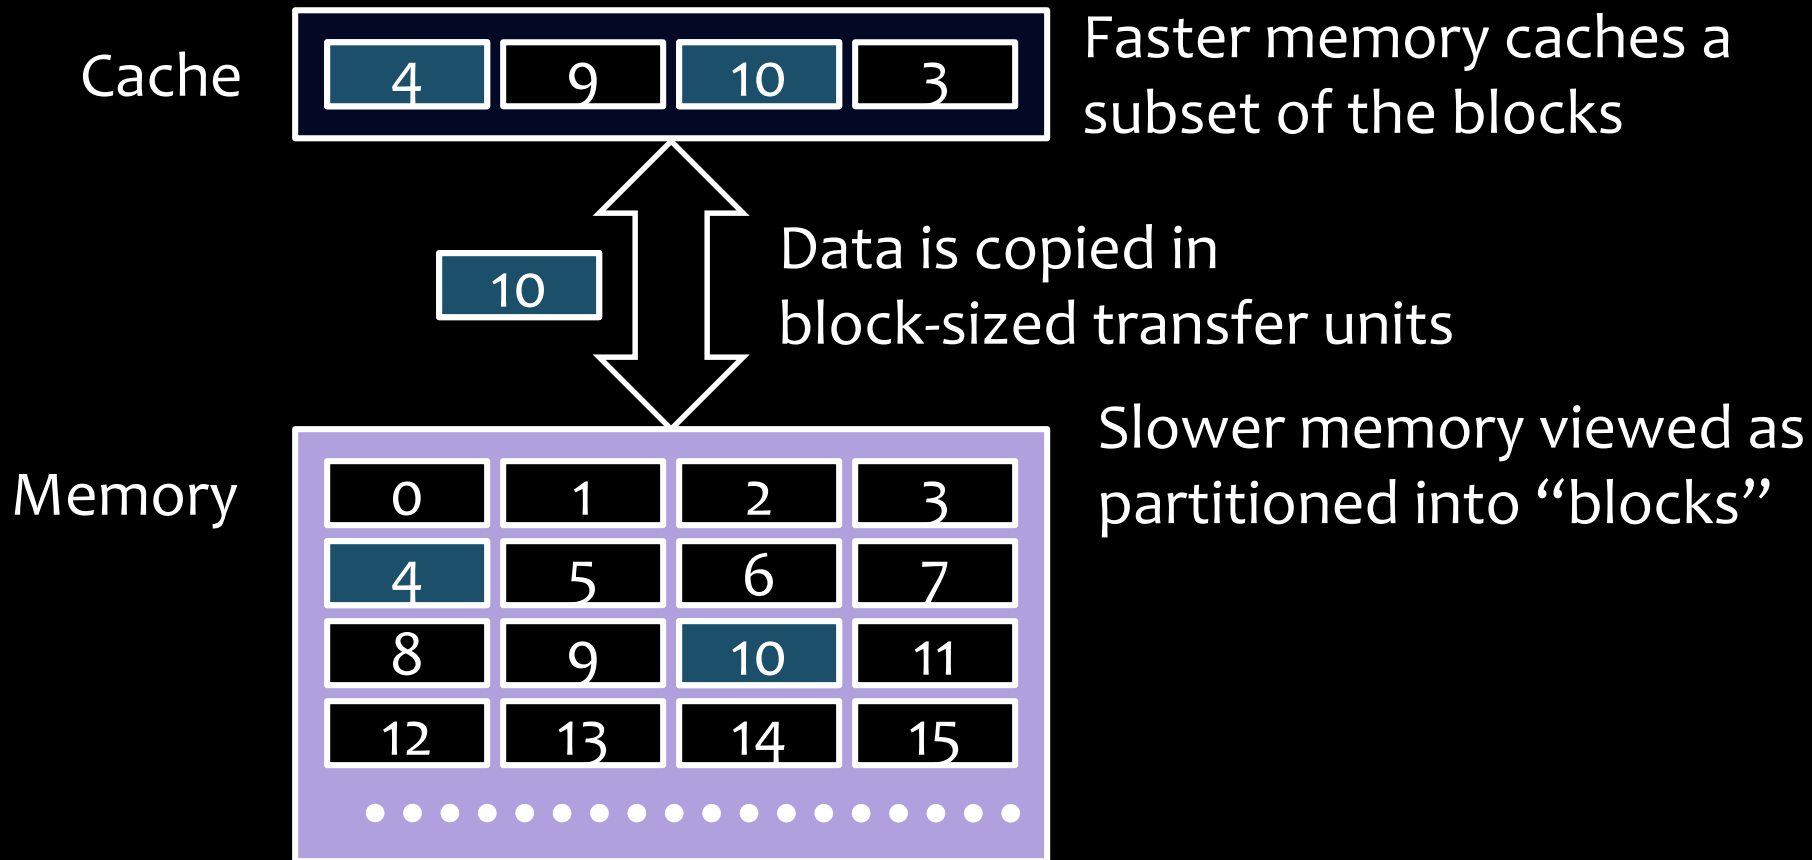 Cache
4 9 10 3
Faster memory caches a
subset of the blocks
10
Data is copied in
block-sized transfer units
Memory
0 1 2 3
4 5 6 7
8 9 10 11
12 13 14 15
Slower memory viewed as
partitioned into “blocks”